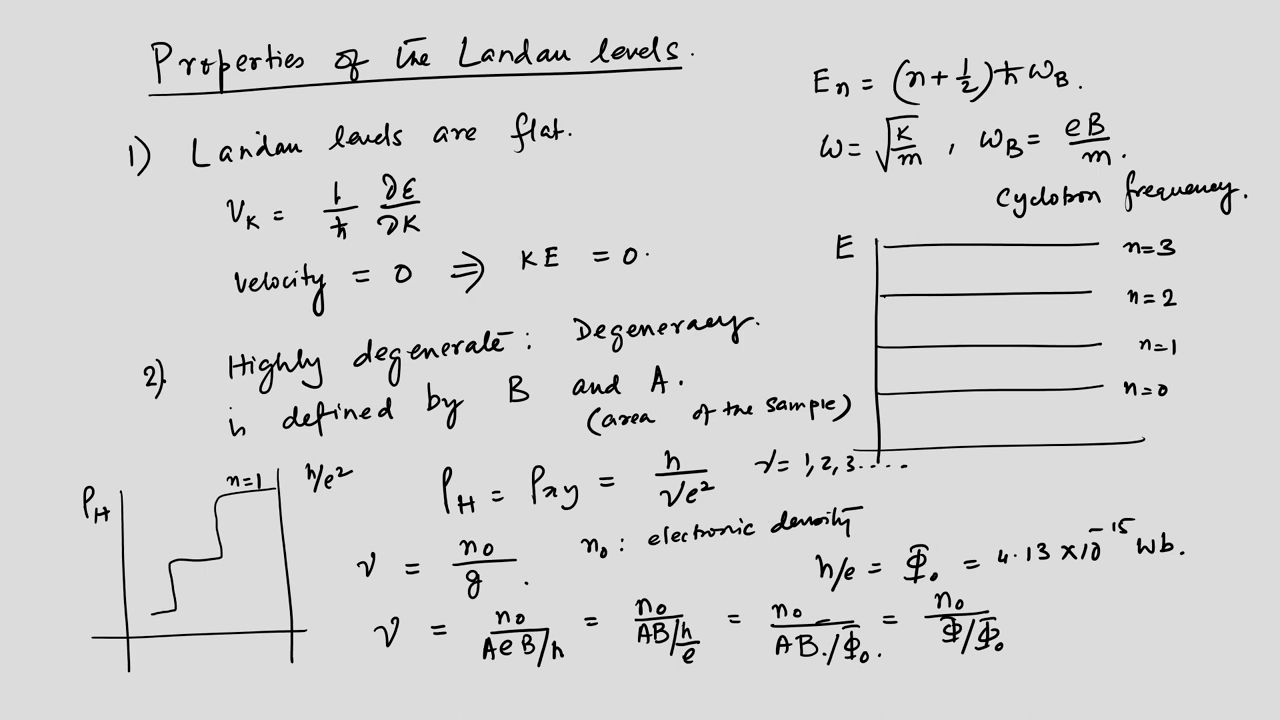 Properties of the Landau levels.
E_n = (n + 1/2) ħ ω_B.
ω = √(K/m) , ω_B = eB/m.
Cyclotron frequency.
1) Landau levels are flat.
V_K = 1/ħ ∂ε/∂K
Velocity = 0 ⇒ KE = 0.
E
n=3
n=2
n=1
n=0
2). Highly degenerate : Degeneracy.
is defined by B and A.
(area of the sample)
ρ_H
n=1
h/e²
ρ_H = ρ_xy = h/νe² ν = 1, 2, 3.....
ν = n₀/g . n₀ : electronic density
h/e = Φ₀ = 4.13 × 10⁻¹⁵ Wb.
ν = n₀/(AeB/h) = n₀/(AB/(h/e)) = n₀/(AB./Φ₀.) = n₀/(Φ/Φ₀)